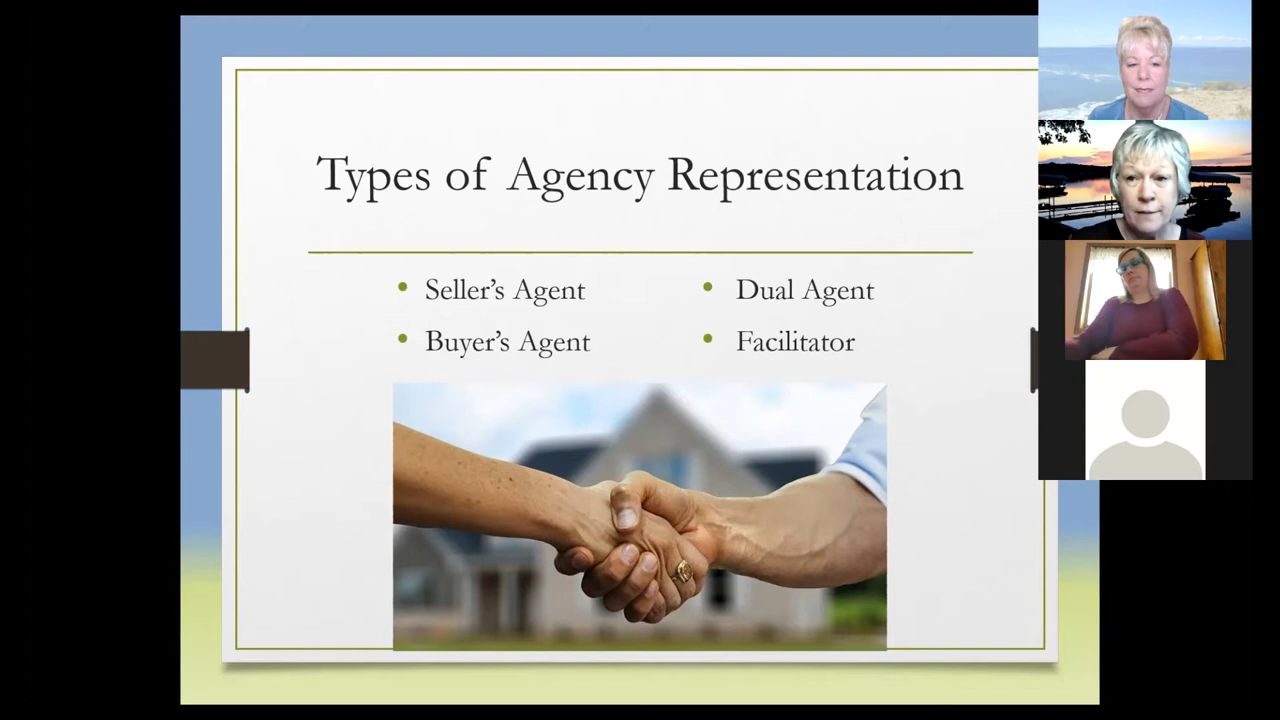 Types of Agency Representation
• Seller’s Agent
• Buyer’s Agent
• Dual Agent
• Facilitator